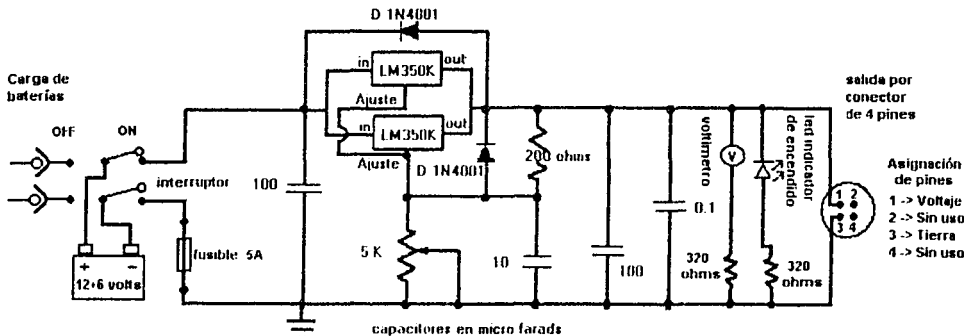 D 1N4001
in
LM350K
out
Ajuste
in
LM350K
out
Ajuste
D 1N4001
Carga de
baterías
OFF
ON
interruptor
fusible 5A
+ -
12+6 volts
100
5 K
200 ohms
10
100
0.1
voltímetro
V
led indicador
de encendido
320
ohms
320
ohms
salida por
conector
de 4 pines
1 2
3 4
Asignación
de pines
1 -> Voltaje
2 -> Sin uso
3 -> Tierra
4 -> Sin uso
capacitores en micro farads